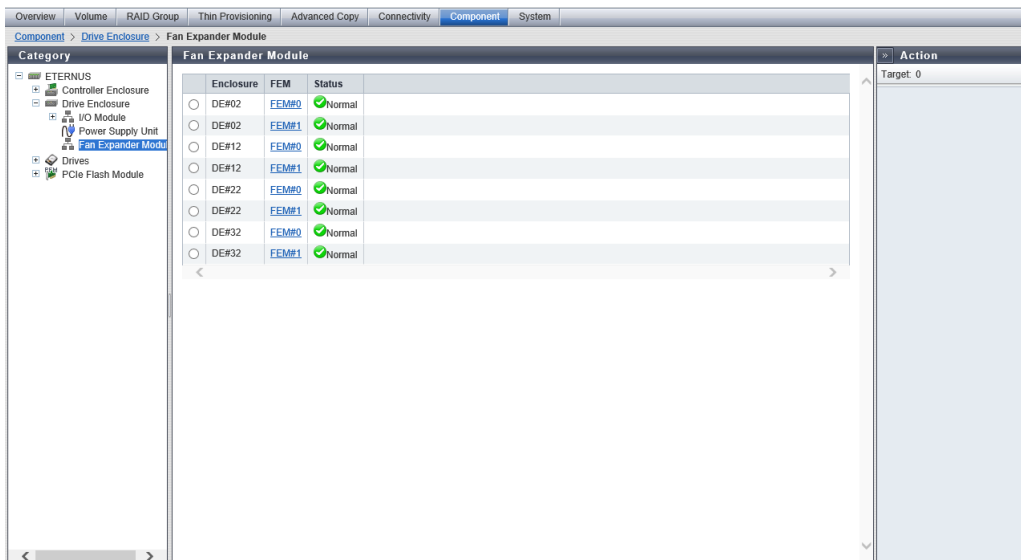 Overview Volume RAID Group Thin Provisioning Advanced Copy Connectivity Component System
Component > Drive Enclosure > Fan Expander Module
Category
ETERNUS
Controller Enclosure
Drive Enclosure
I/O Module
Power Supply Unit
Fan Expander Modul
Drives
PCIe Flash Module
Fan Expander Module
Enclosure FEM Status
DE#02 FEM#0 Normal
DE#02 FEM#1 Normal
DE#12 FEM#0 Normal
DE#12 FEM#1 Normal
DE#22 FEM#0 Normal
DE#22 FEM#1 Normal
DE#32 FEM#0 Normal
DE#32 FEM#1 Normal
» Action
Target: 0